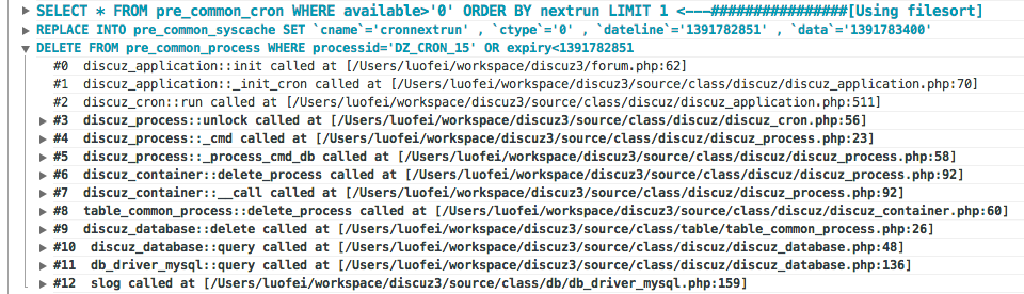 SELECT * FROM pre_common_cron WHERE available>'0' ORDER BY nextrun LIMIT 1 <---################[Using filesort]
REPLACE INTO pre_common_syscache SET `cname`='cronnextrun' , `ctype`='0' , `dateline`='1391782851' , `data`='1391783400'
DELETE FROM pre_common_process WHERE processid='DZ_CRON_15' OR expiry<1391782851
#0 discuz_application::init called at [/Users/luofei/workspace/discuz3/forum.php:62]
#1 discuz_application::_init_cron called at [/Users/luofei/workspace/discuz3/source/class/discuz/discuz_application.php:70]
#2 discuz_cron::run called at [/Users/luofei/workspace/discuz3/source/class/discuz/discuz_application.php:511]
#3 discuz_process::unlock called at [/Users/luofei/workspace/discuz3/source/class/discuz/discuz_cron.php:56]
#4 discuz_process::_cmd called at [/Users/luofei/workspace/discuz3/source/class/discuz/discuz_process.php:23]
#5 discuz_process::_process_cmd_db called at [/Users/luofei/workspace/discuz3/source/class/discuz/discuz_process.php:58]
#6 discuz_container::delete_process called at [/Users/luofei/workspace/discuz3/source/class/discuz/discuz_process.php:92]
#7 discuz_container::__call called at [/Users/luofei/workspace/discuz3/source/class/discuz/discuz_process.php:92]
#8 table_common_process::delete_process called at [/Users/luofei/workspace/discuz3/source/class/discuz/discuz_container.php:60]
#9 discuz_database::delete called at [/Users/luofei/workspace/discuz3/source/class/table/table_common_process.php:26]
#10 discuz_database::query called at [/Users/luofei/workspace/discuz3/source/class/discuz/discuz_database.php:48]
#11 db_driver_mysql::query called at [/Users/luofei/workspace/discuz3/source/class/discuz/discuz_database.php:136]
#12 slog called at [/Users/luofei/workspace/discuz3/source/class/db/db_driver_mysql.php:159]